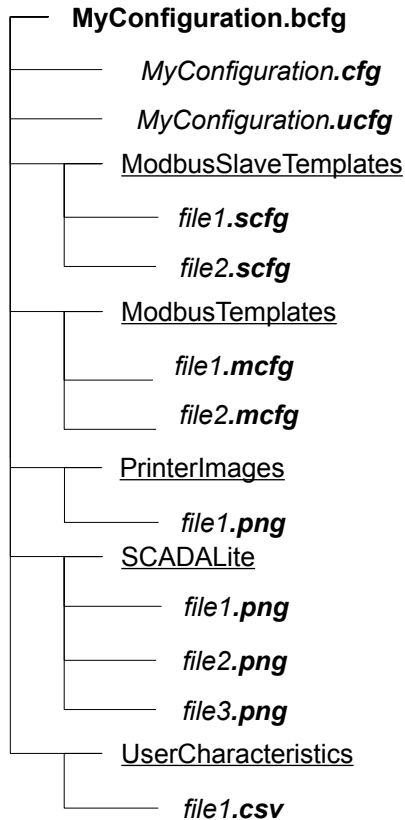 MyConfiguration.bcfg
MyConfiguration.cfg
MyConfiguration.ucfg
ModbusSlaveTemplates
file1.scfg
file2.scfg
ModbusTemplates
file1.mcfg
file2.mcfg
PrinterImages
file1.png
SCADALite
file1.png
file2.png
file3.png
UserCharacteristics
file1.csv